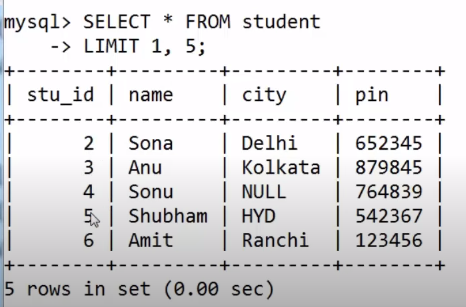 mysql> SELECT * FROM student
    -> LIMIT 1, 5;
+--------+---------+---------+--------+
| stu_id | name    | city    | pin    |
+--------+---------+---------+--------+
|      2 | Sona    | Delhi   | 652345 |
|      3 | Anu     | Kolkata | 879845 |
|      4 | Sonu    | NULL    | 764839 |
|      5 | Shubham | HYD     | 542367 |
|      6 | Amit    | Ranchi  | 123456 |
+--------+---------+---------+--------+
5 rows in set (0.00 sec)